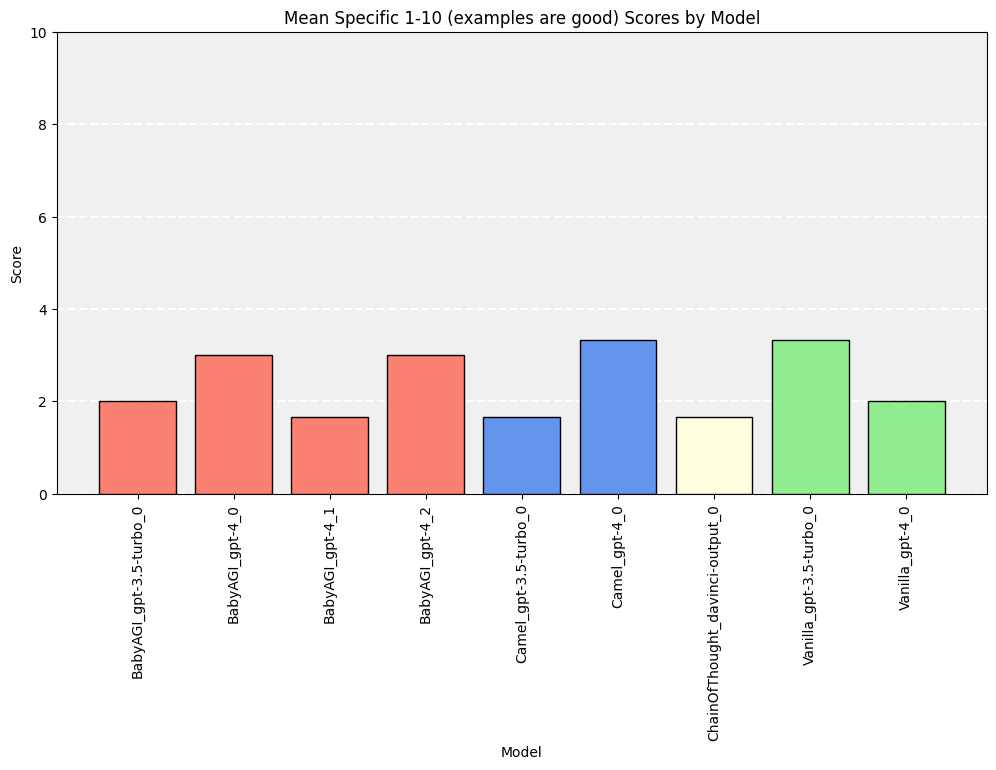 Mean Specific 1-10 (examples are good) Scores by Model
10
8
6
4
2
0
Score
BabyAGI_gpt-3.5-turbo_0
BabyAGI_gpt-4_0
BabyAGI_gpt-4_1
BabyAGI_gpt-4_2
Camel_gpt-3.5-turbo_0
Camel_gpt-4_0
ChainOfThought_davinci-output_0
Vanilla_gpt-3.5-turbo_0
Vanilla_gpt-4_0
Model